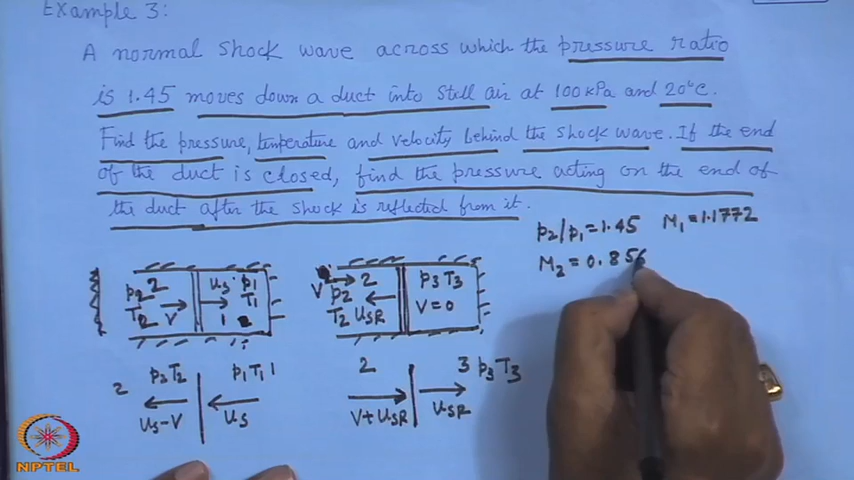 Example 3:
A normal shock wave across which the pressure ratio
is 1.45 moves down a duct into still air at 100 kPa and 20°C.
Find the pressure, temperature and velocity behind the shock wave. If the end
of the duct is closed, find the pressure acting on the end of
the duct after the shock is reflected from it.
p2/p1 = 1.45 M1 = 1.1772
M2 = 0.856
p2 2 us p1
T2 V T1
1
V 2 p3 T3
p2 V=0
T2 usR
2 p2 T2 p1 T1 1
us-V us
2 3 p3 T3
V+usR usR
NPTEL